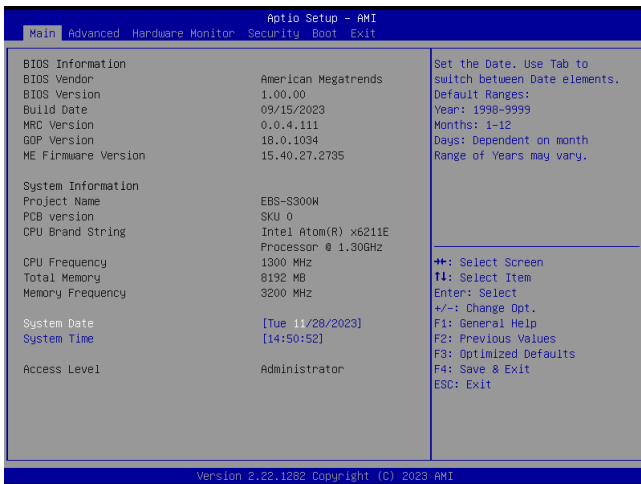 Aptio Setup – AMI
Main Advanced Hardware Monitor Security Boot Exit
BIOS Information
BIOS Vendor American Megatrends
BIOS Version 1.00.00
Build Date 09/15/2023
MRC Version 0.0.4.111
GOP Version 18.0.1034
ME Firmware Version 15.40.27.2735
System Information
Project Name EBS-S300W
PCB version SKU 0
CPU Brand String Intel Atom(R) x6211E
Processor @ 1.30GHz
CPU Frequency 1300 MHz
Total Memory 8192 MB
Memory Frequency 3200 MHz
System Date [Tue 11/28/2023]
System Time [14:50:52]
Access Level Administrator
Set the Date. Use Tab to
switch between Date elements.
Default Ranges:
Year: 1998-9999
Months: 1-12
Days: Dependent on month
Range of Years may vary.
→←: Select Screen
↑↓: Select Item
Enter: Select
+/-: Change Opt.
F1: General Help
F2: Previous Values
F3: Optimized Defaults
F4: Save & Exit
ESC: Exit
Version 2.22.1282 Copyright (C) 2023 AMI